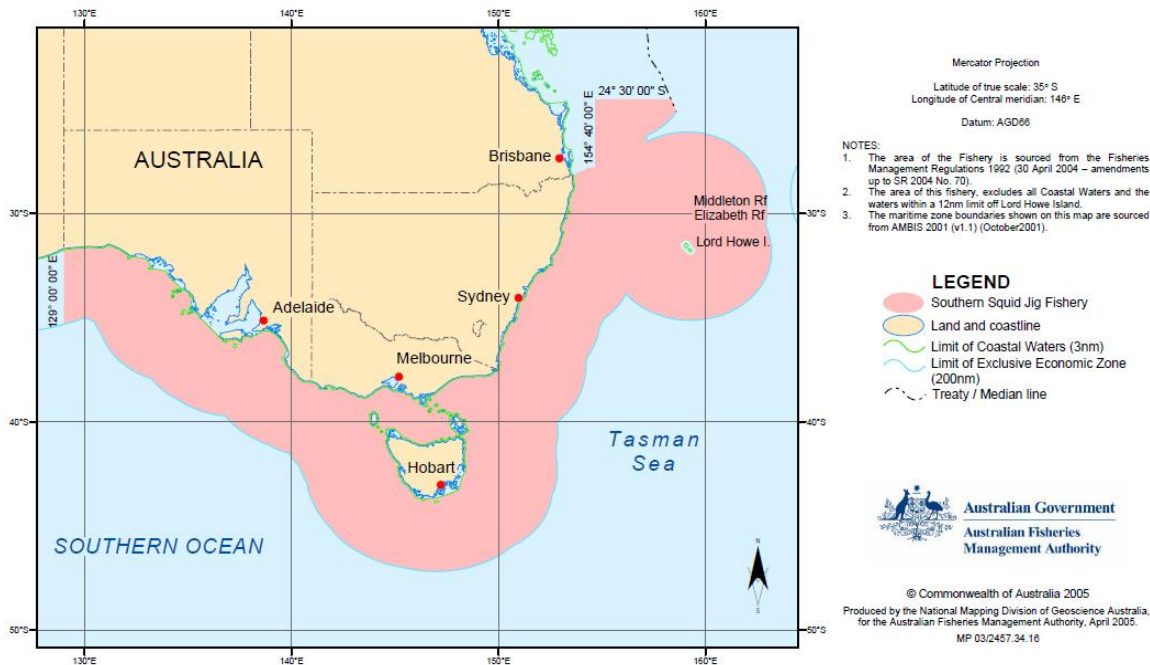 130°E 140°E 150°E 160°E
24° 30' 00" S
154° 40' 00" E
Brisbane
AUSTRALIA
30°S 30°S
Middleton Rf
Elizabeth Rf
Lord Howe I.
129° 00' 00" E
Sydney
Adelaide
Melbourne
40°S 40°S
Tasman
Sea
Hobart
SOUTHERN OCEAN
N
50°S 50°S
130°E 140°E 150°E 160°E
Mercator Projection
Latitude of true scale: 35° S
Longitude of Central meridian: 146° E
Datum: AGD66
NOTES:
1. The area of the Fishery is sourced from the Fisheries
Management Regulations 1992 (30 April 2004 – amendments
up to SR 2004 No. 70).
2. The area of this fishery, excludes all Coastal Waters and the
waters within a 12nm limit off Lord Howe Island.
3. The maritime zone boundaries shown on this map are sourced
from AMBIS 2001 (v1.1) (October2001).
LEGEND
Southern Squid Jig Fishery
Land and coastline
Limit of Coastal Waters (3nm)
Limit of Exclusive Economic Zone
(200nm)
Treaty / Median line
Australian Government
Australian Fisheries
Management Authority
© Commonwealth of Australia 2005
Produced by the National Mapping Division of Geoscience Australia,
for the Australian Fisheries Management Authority, April 2005.
MP 03/2457.34.16